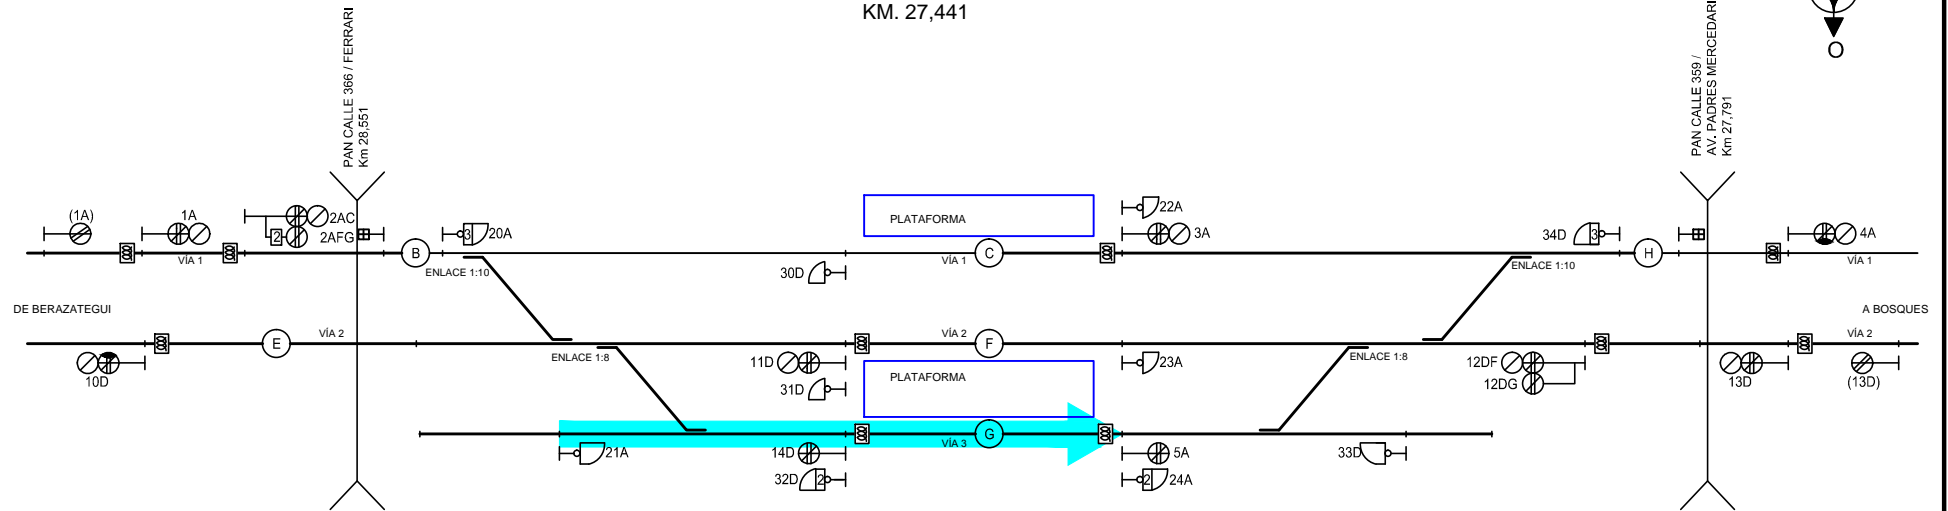 KM. 27,441
O
PAN CALLE 366 / FERRARI
Km 28,551
PAN CALLE 359 /
AV. PADRES MERCEDARI
Km 27,791
(1A)
1A
2AC
2
2AFG
3
20A
PLATAFORMA
22A
3A
34D
3
4A
VÍA 1
B
ENLACE 1:10
30D
VÍA 1
C
ENLACE 1:10
H
VÍA 1
DE BERAZATEGUI
A BOSQUES
E
VÍA 2
VÍA 2
F
VÍA 2
10D
ENLACE 1:8
11D
31D
PLATAFORMA
23A
ENLACE 1:8
12DF
12DG
13D
(13D)
VÍA 3
G
21A
14D
32D
2
5A
2
24A
33D